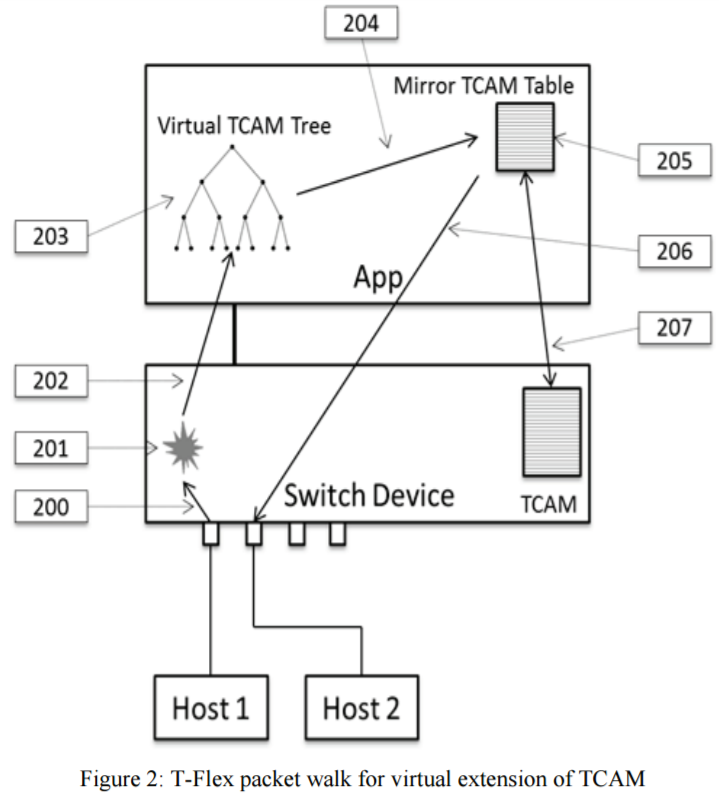 204
Mirror TCAM Table
Virtual TCAM Tree
205
203
206
App
207
202
201
200
Switch Device
TCAM
Host 1
Host 2
Figure 2: T-Flex packet walk for virtual extension of TCAM